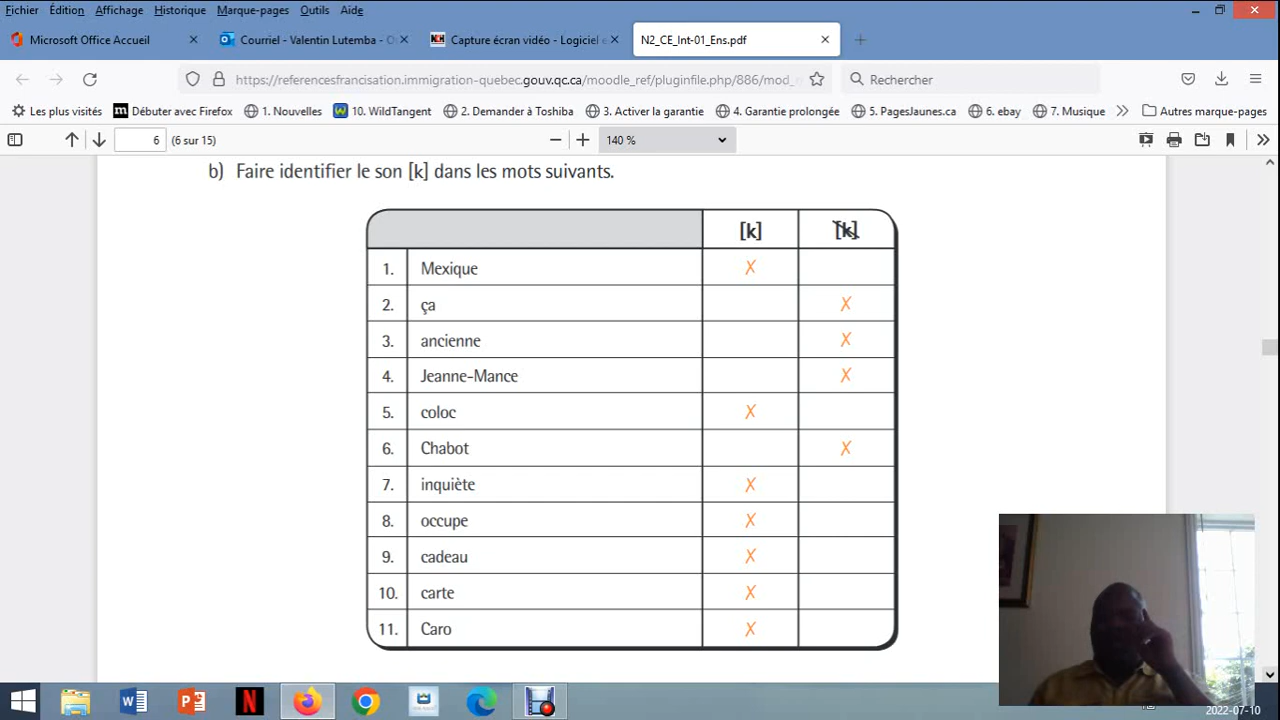 Fichier Édition Affichage Historique Marque-pages Outils Aide
Microsoft Office Accueil × Courriel - Valentin Lutemba - O × Capture écran vidéo - Logiciel × N2_CE_Int-01_Ens.pdf × +
https://referencesfrancisation.immigration-quebec.gouv.qc.ca/moodle_ref/pluginfile.php/886/mod_ Rechercher
Les plus visités Débuter avec Firefox 1. Nouvelles 10. WildTangent 2. Demander à Toshiba 3. Activer la garantie 4. Garantie prolongée 5. PagesJaunes.ca 6. ebay 7. Musique Autres marque-pages
6 (6 sur 15) 140 %
b) Faire identifier le son [k] dans les mots suivants.
[k] [k]
1. Mexique X
2. ça X
3. ancienne X
4. Jeanne-Mance X
5. coloc X
6. Chabot X
7. inquiète X
8. occupe X
9. cadeau X
10. carte X
11. Caro X
2022-07-10